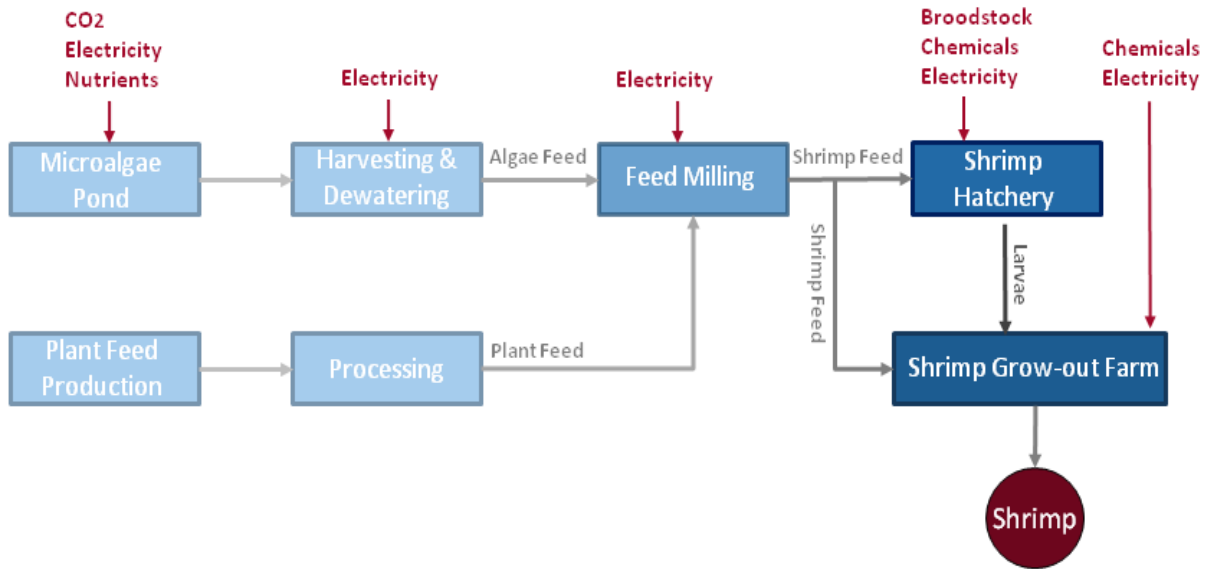 CO2
Electricity
Nutrients
Electricity
Electricity
Broodstock
Chemicals
Electricity
Chemicals
Electricity
Microalgae
Pond
Harvesting &
Dewatering
Algae Feed
Feed Milling
Shrimp Feed
Shrimp
Hatchery
Shrimp Feed
Larvae
Plant Feed
Production
Processing
Plant Feed
Shrimp Grow-out Farm
Shrimp